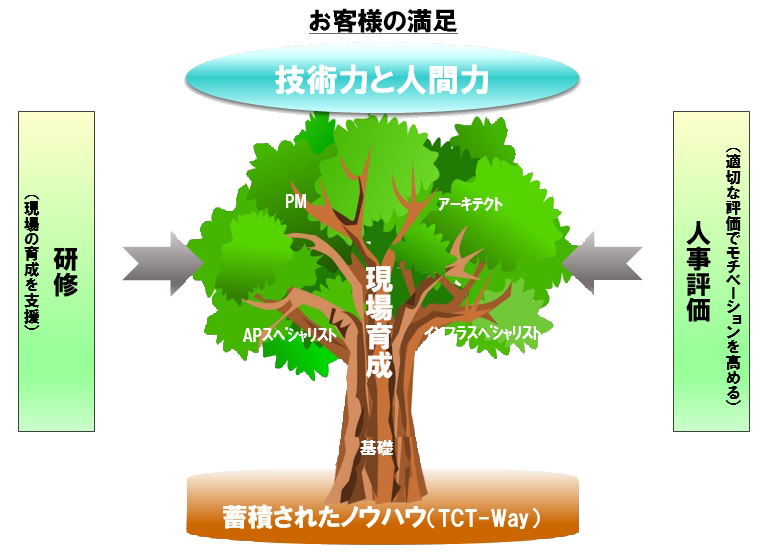 お客様の満足
技術力と人間力
研修
（現場の育成を支援）
PM
アーキテクト
現場育成
APスペシャリスト
インフラスペシャリスト
基礎
人事評価
（適切な評価でモチベーションを高める）
蓄積されたノウハウ（TCT-Way）